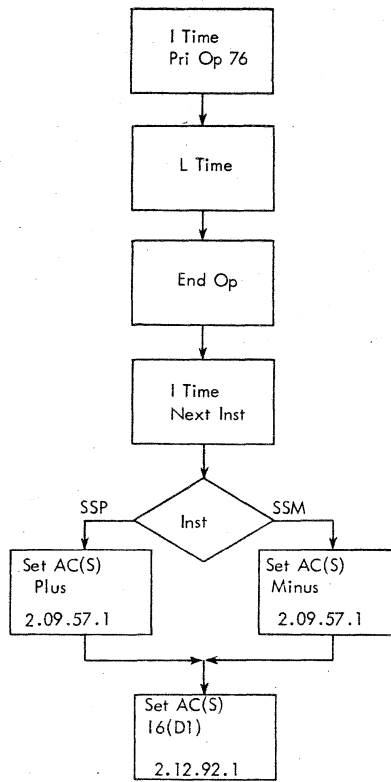 I Time
Pri Op 76
L Time
End Op
I Time
Next Inst
Inst
SSP
SSM
Set AC(S)
Plus
2.09.57.1
Set AC(S)
Minus
2.09.57.1
Set AC(S)
I6(D1)
2.12.92.1